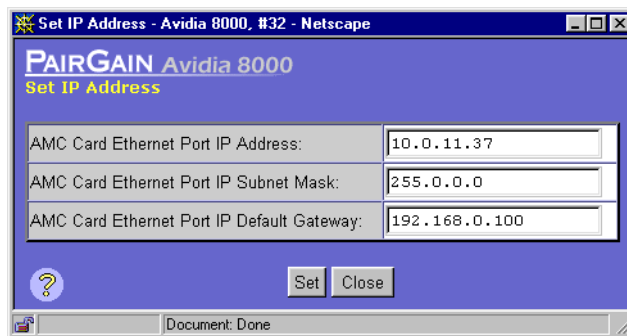 Set IP Address - Avidia 8000, #32 - Netscape
PAIRGAIN Avidia 8000
Set IP Address
AMC Card Ethernet Port IP Address: 10.0.11.37
AMC Card Ethernet Port IP Subnet Mask: 255.0.0.0
AMC Card Ethernet Port IP Default Gateway: 192.168.0.100
? Set Close
Document: Done